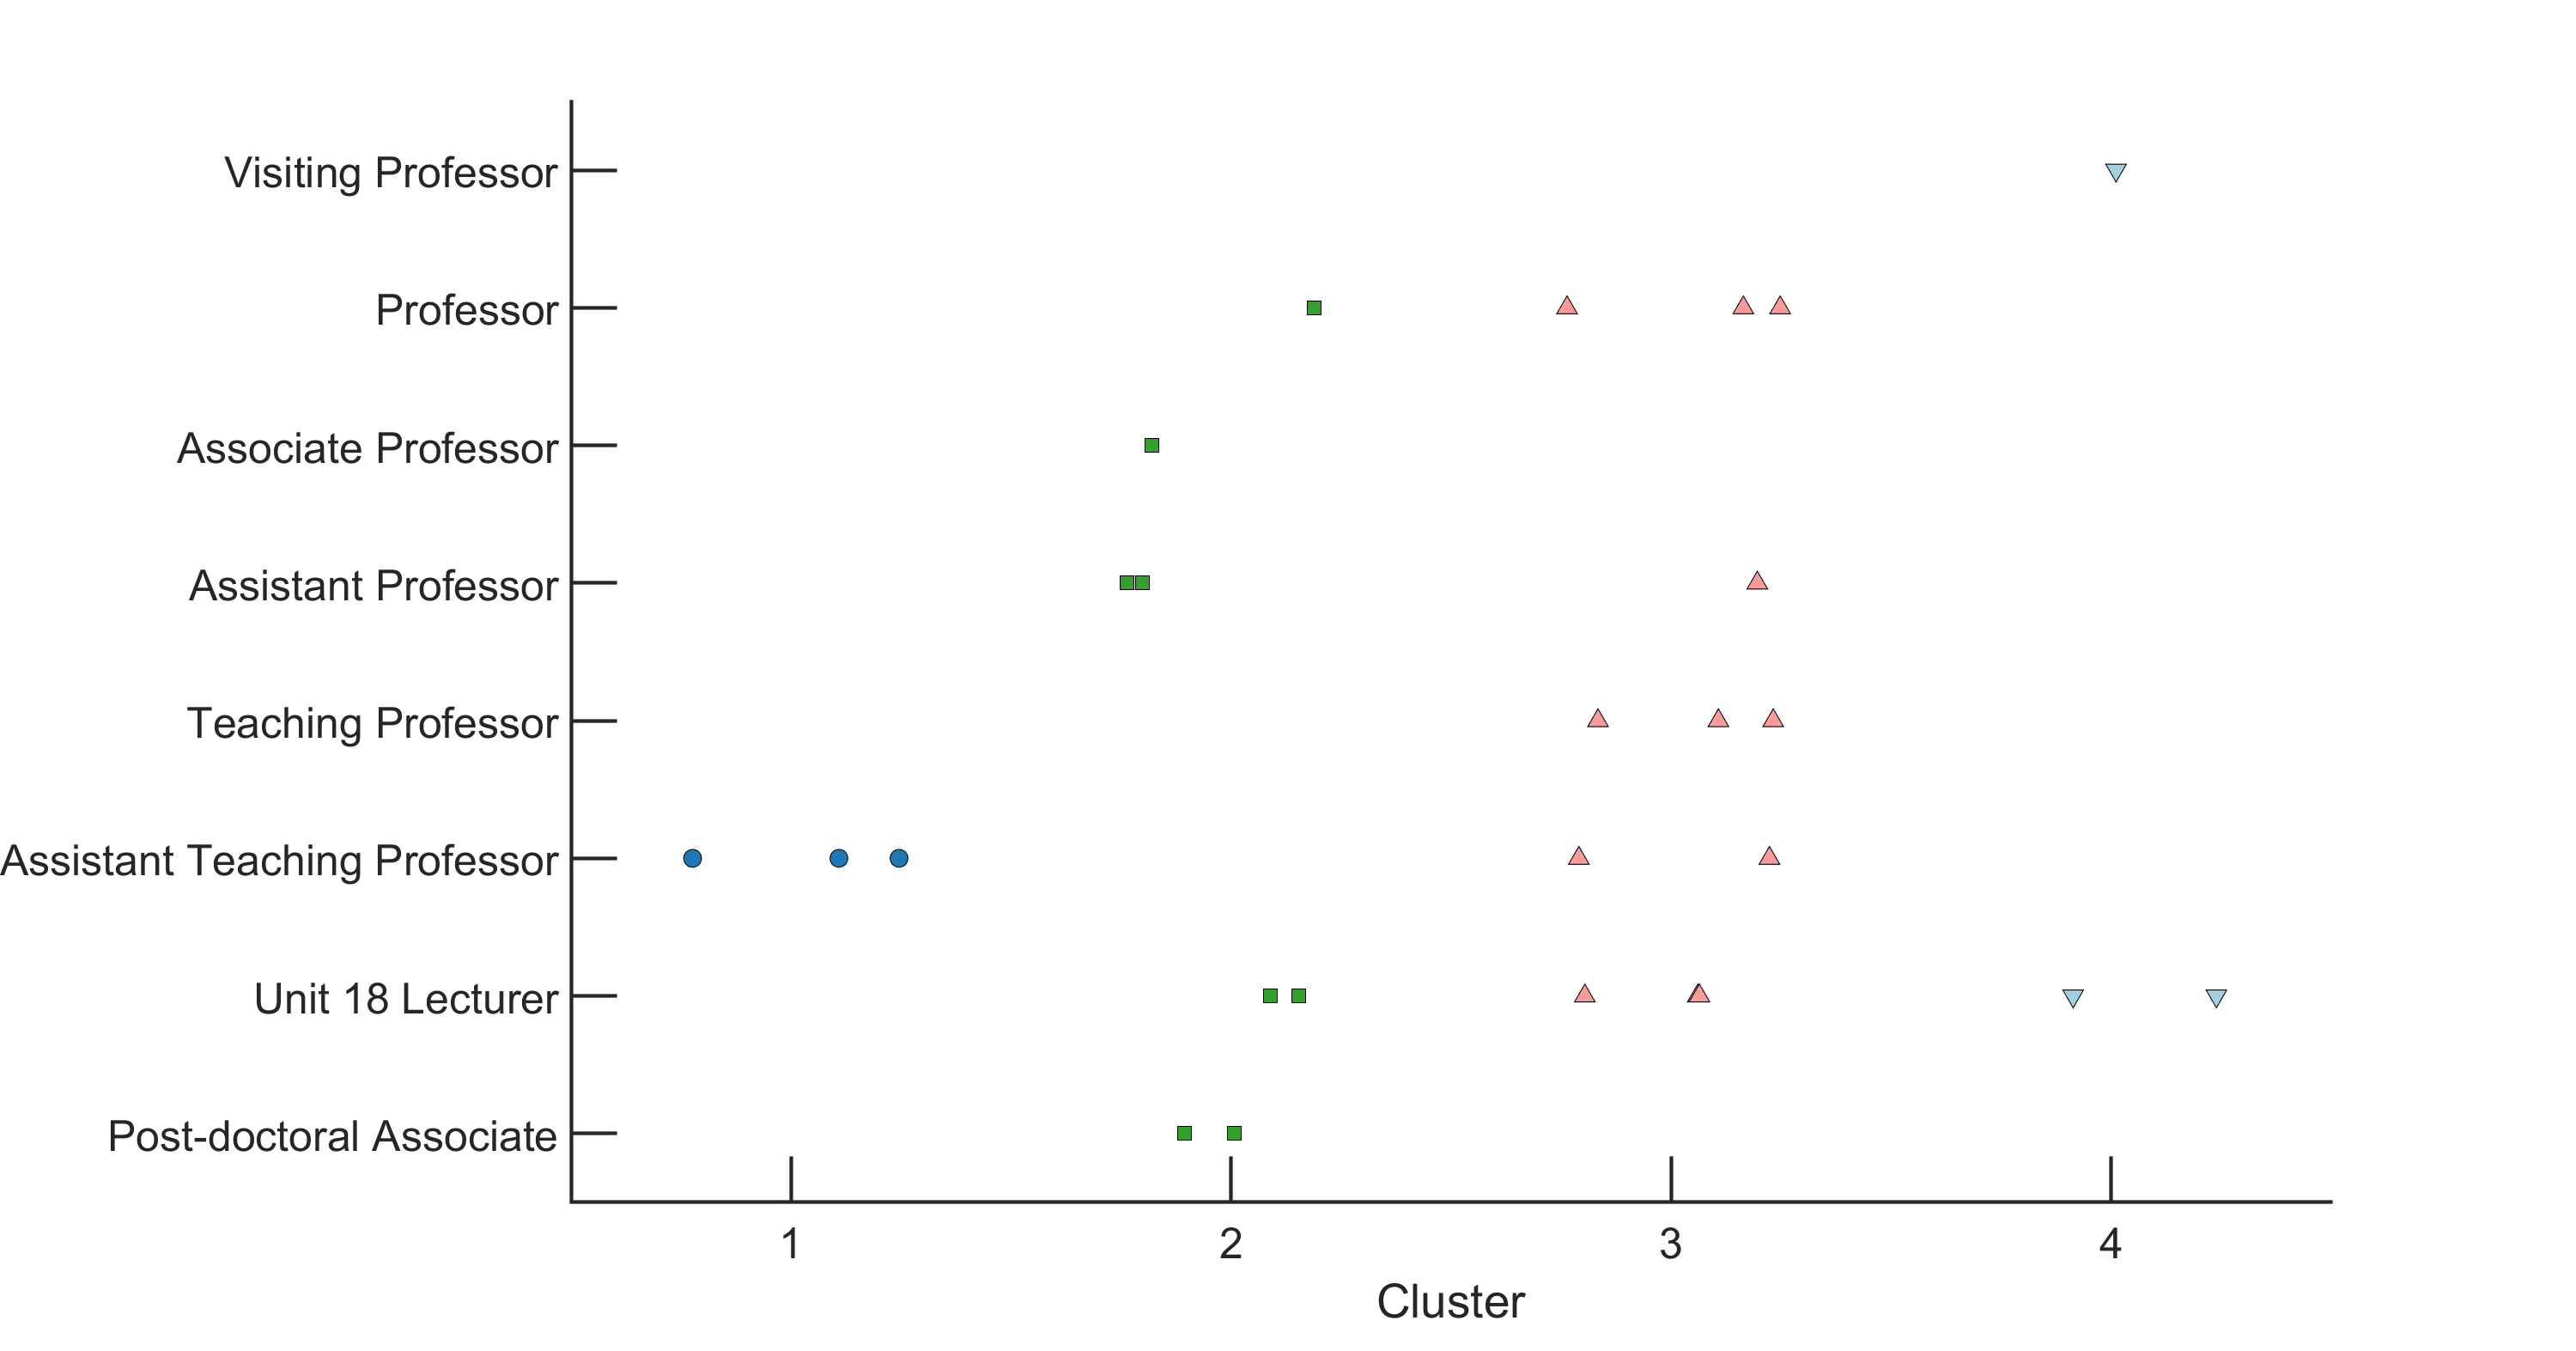 Visiting Professor
Professor
Associate Professor
Assistant Professor
Teaching Professor
Assistant Teaching Professor
Unit 18 Lecturer
Post-doctoral Associate
1 2 3 4
Cluster